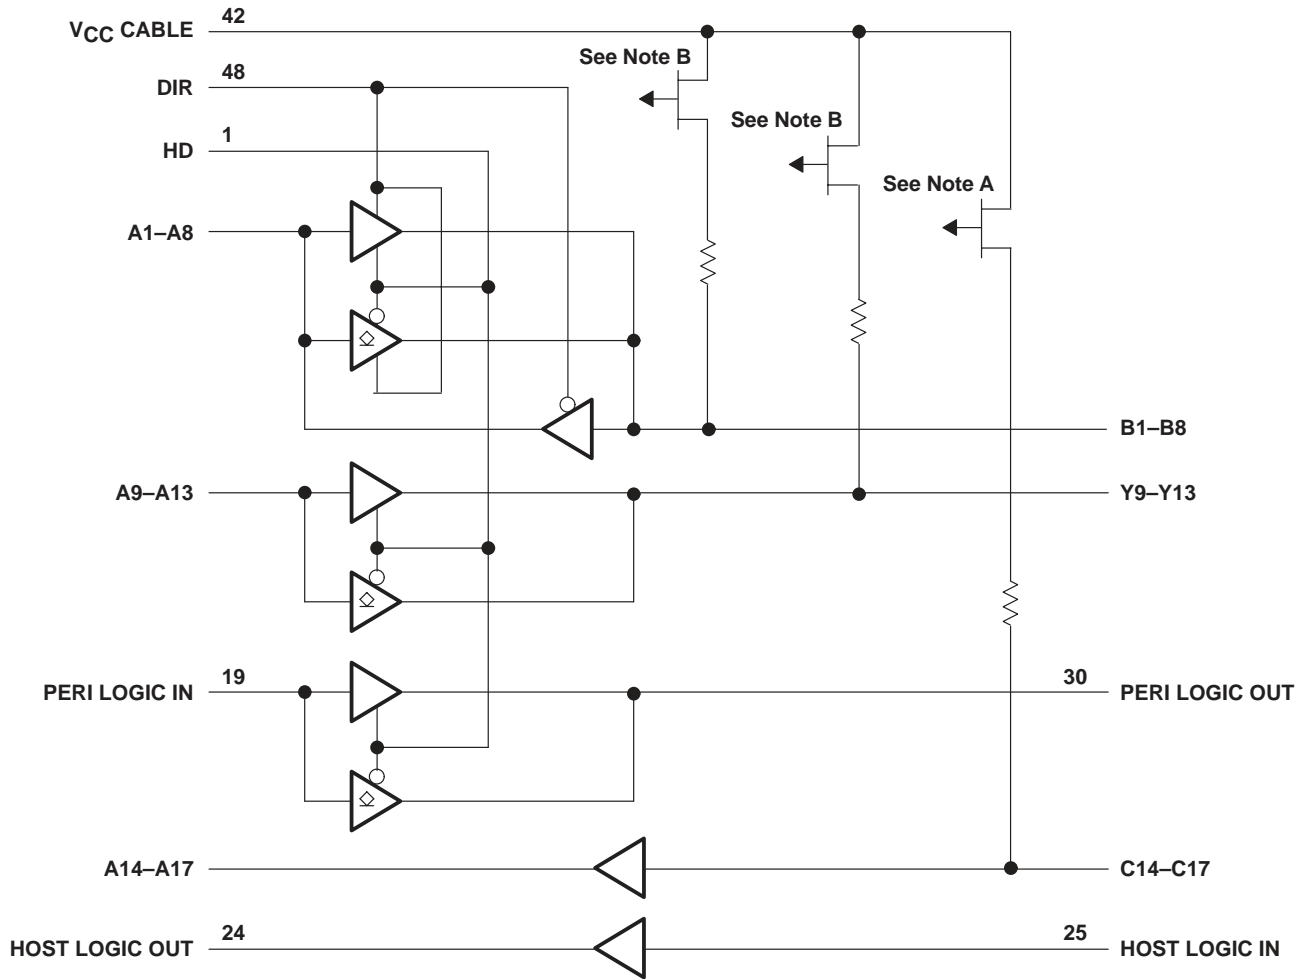 VCC CABLE 42
See Note B
DIR 48
See Note B
HD 1
See Note A
A1–A8
B1–B8
A9–A13
Y9–Y13
PERI LOGIC IN 19
30 PERI LOGIC OUT
A14–A17
C14–C17
HOST LOGIC OUT 24
25 HOST LOGIC IN